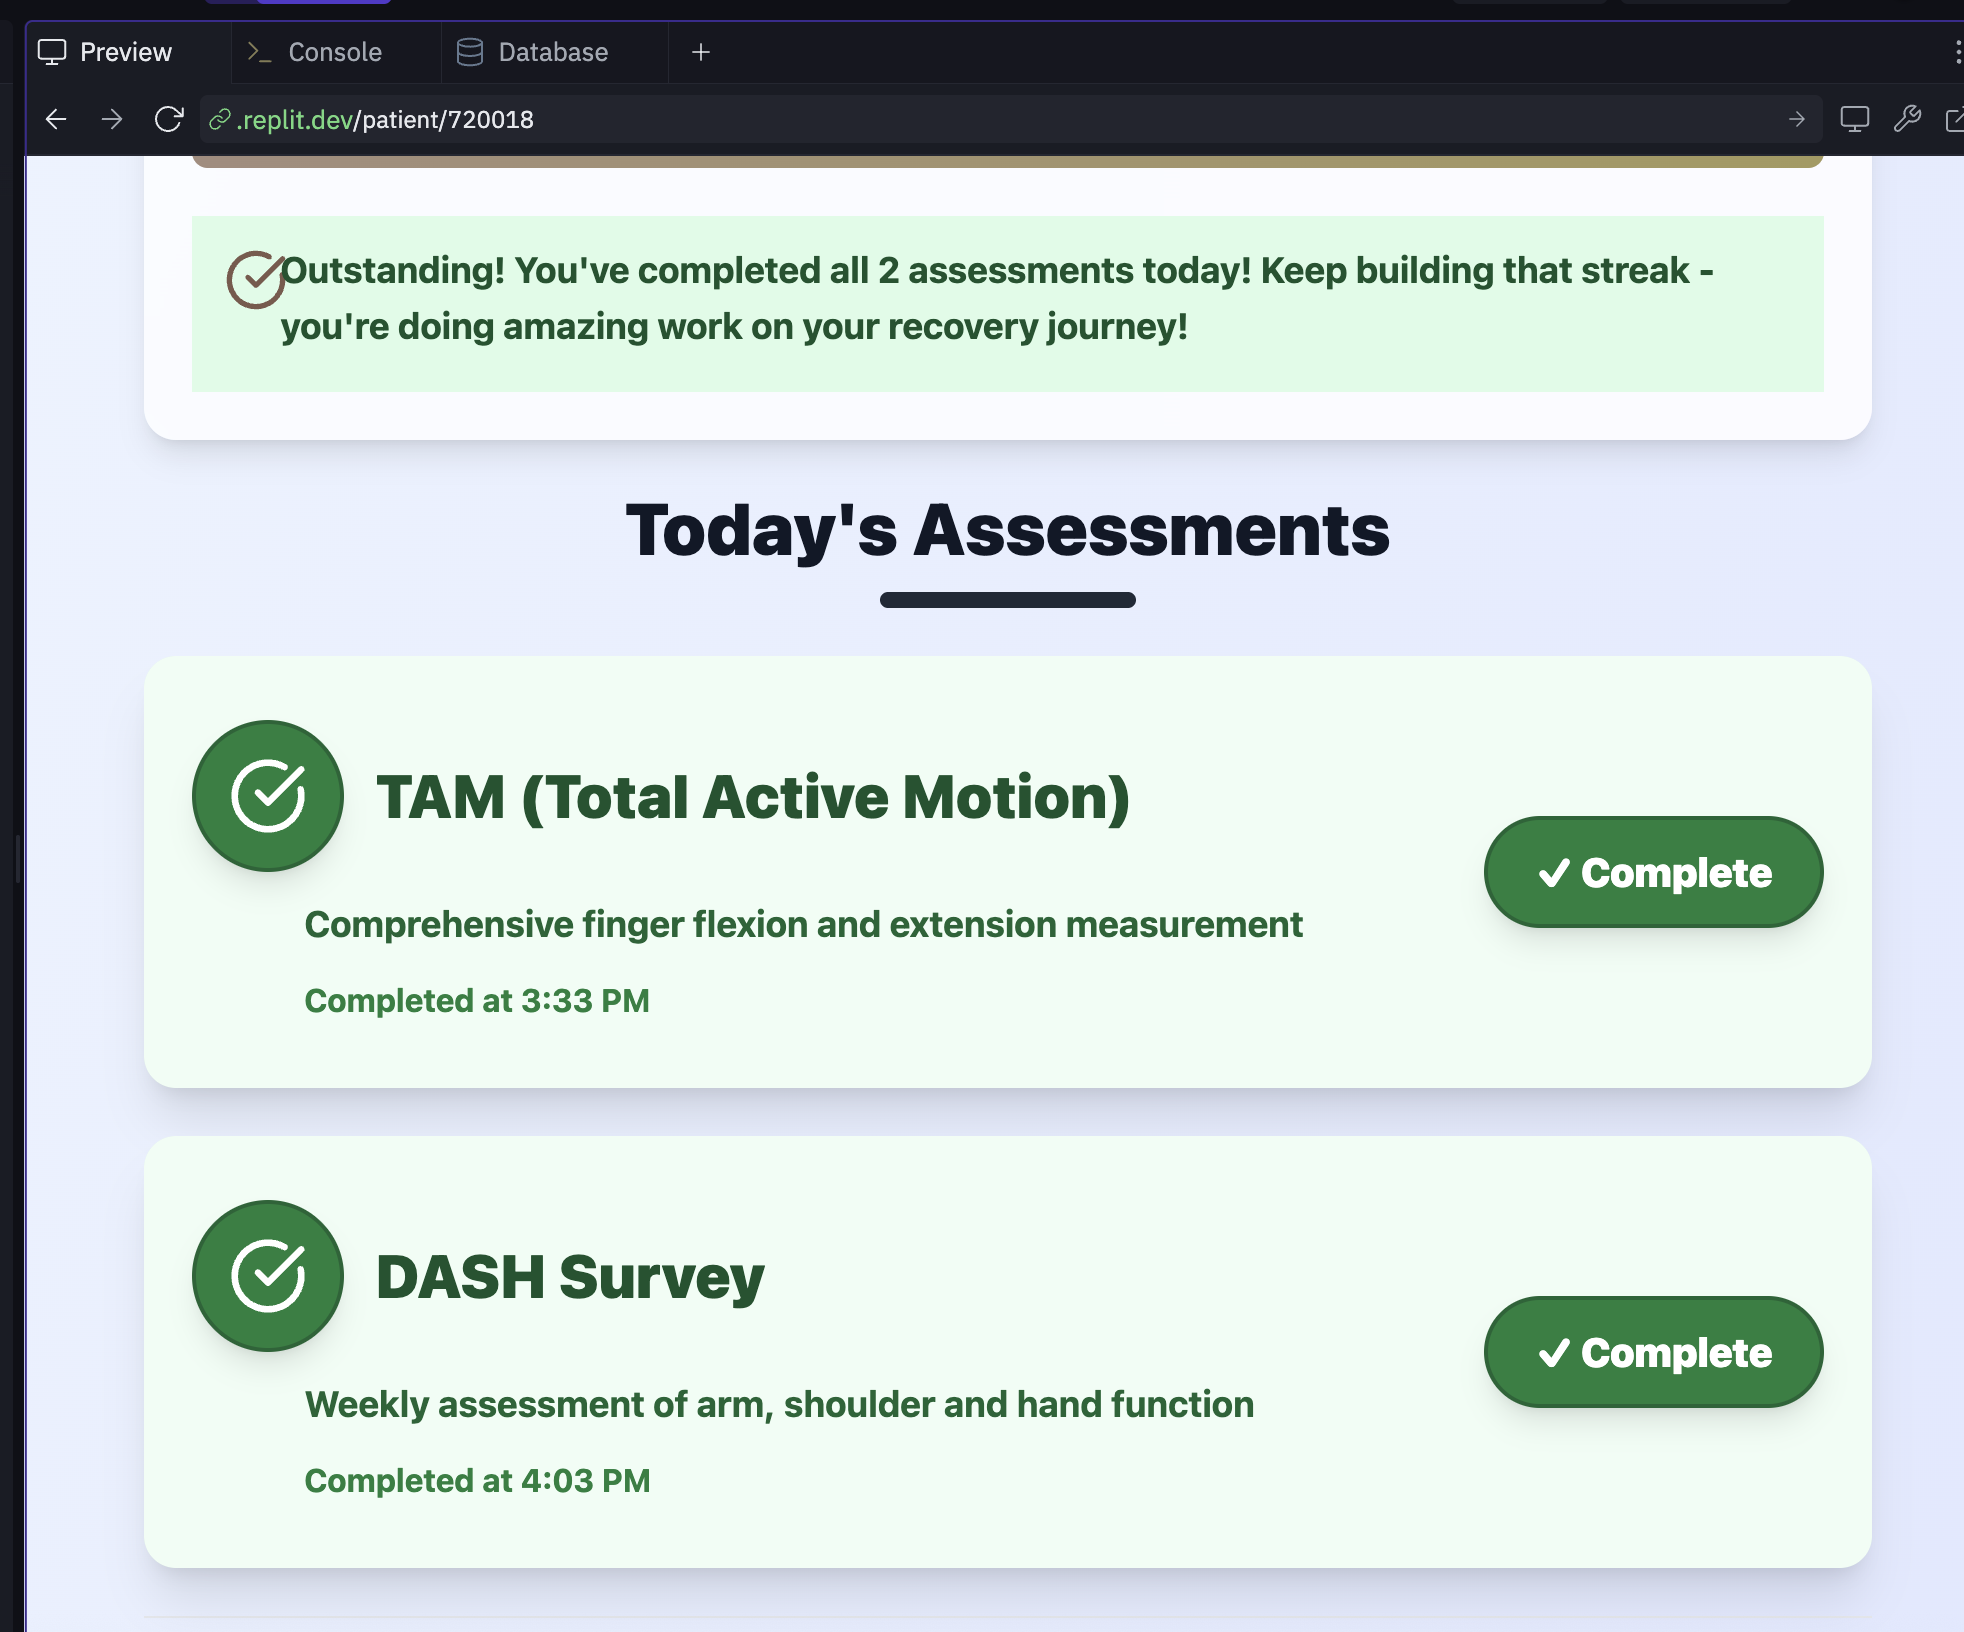 Preview
Console
Database
.replit.dev/patient/720018
Outstanding! You've completed all 2 assessments today! Keep building that streak -
you're doing amazing work on your recovery journey!
Today's Assessments
TAM (Total Active Motion)
✓ Complete
Comprehensive finger flexion and extension measurement
Completed at 3:33 PM
DASH Survey
✓ Complete
Weekly assessment of arm, shoulder and hand function
Completed at 4:03 PM